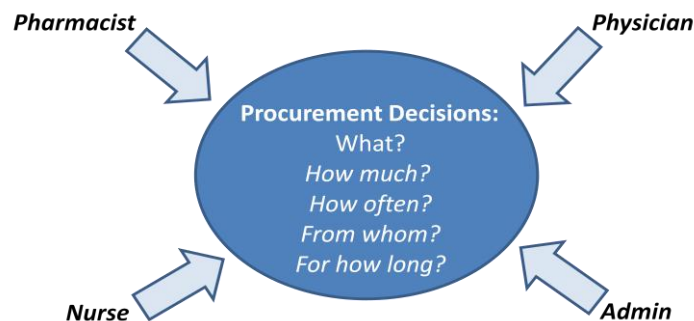 Pharmacist
Physician
Procurement Decisions:
What?
How much?
How often?
From whom?
For how long?
Nurse
Admin